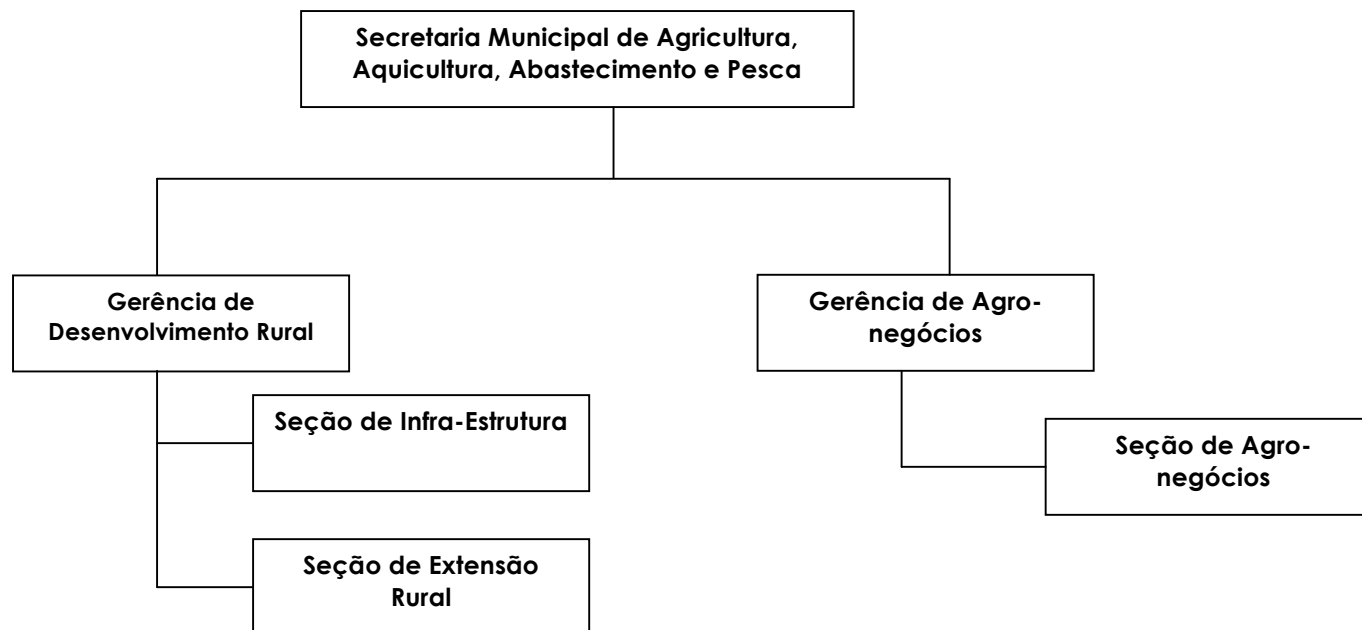 Secretaria Municipal de Agricultura,
Aquicultura, Abastecimento e Pesca
Gerência de
Desenvolvimento Rural
Gerência de Agro-
negócios
Seção de Infra-Estrutura
Seção de Agro-
negócios
Seção de Extensão
Rural